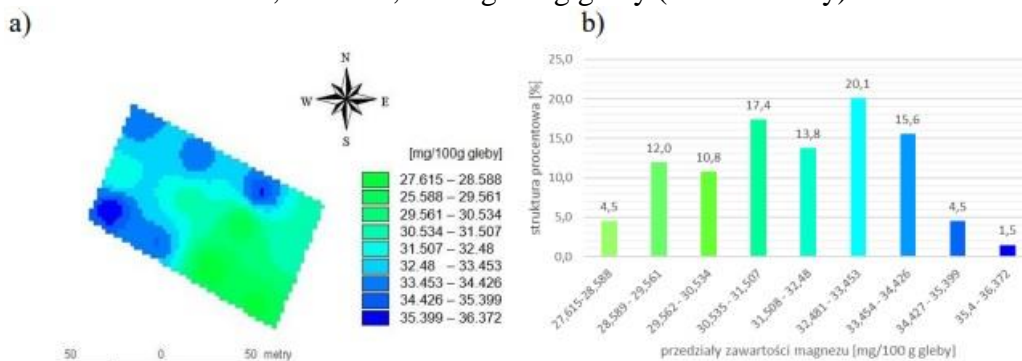 a)
N
W E
S
[mg/100g gleby]
27.615 – 28.588
25.588 – 29.561
29.561 – 30.534
30.534 – 31.507
31.507 – 32.48
32.48 – 33.453
33.453 – 34.426
34.426 – 35.399
35.399 – 36.372
50 0 50 metry
b)
struktura procentowa [%]
25,0
20,0
15,0
10,0
5,0
0,0
4,5
12,0
10,8
17,4
13,8
20,1
15,6
4,5
1,5
27,615-28,588
28,589 - 29,561
29,562 - 30,534
30,535 - 31,507
31,508 - 32,48
32,481 - 33,453
33,454 - 34,426
34,427 - 35,399
35,4 - 36,372
przedziały zawartości magnezu [mg/100 g gleby]